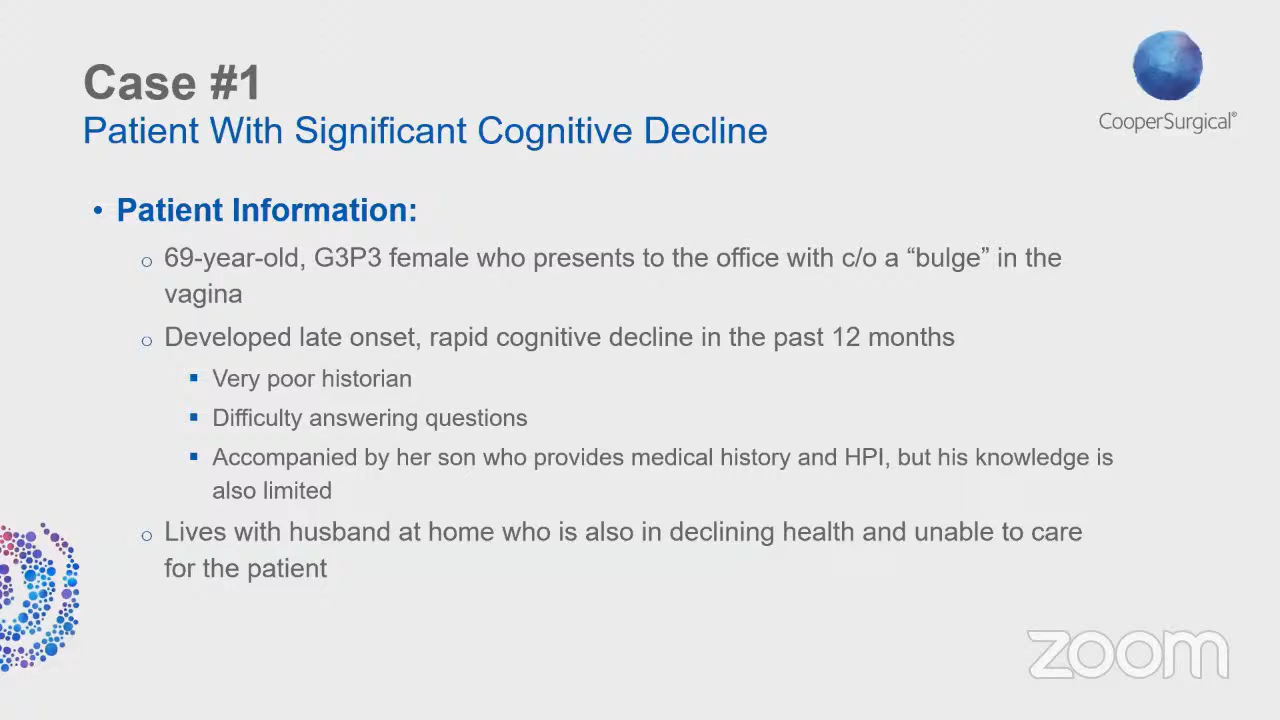 Case #1
Patient With Significant Cognitive Decline
CooperSurgical®
• Patient Information:
o 69-year-old, G3P3 female who presents to the office with c/o a “bulge” in the
vagina
o Developed late onset, rapid cognitive decline in the past 12 months
▪ Very poor historian
▪ Difficulty answering questions
▪ Accompanied by her son who provides medical history and HPI, but his knowledge is
also limited
o Lives with husband at home who is also in declining health and unable to care
for the patient
zoom